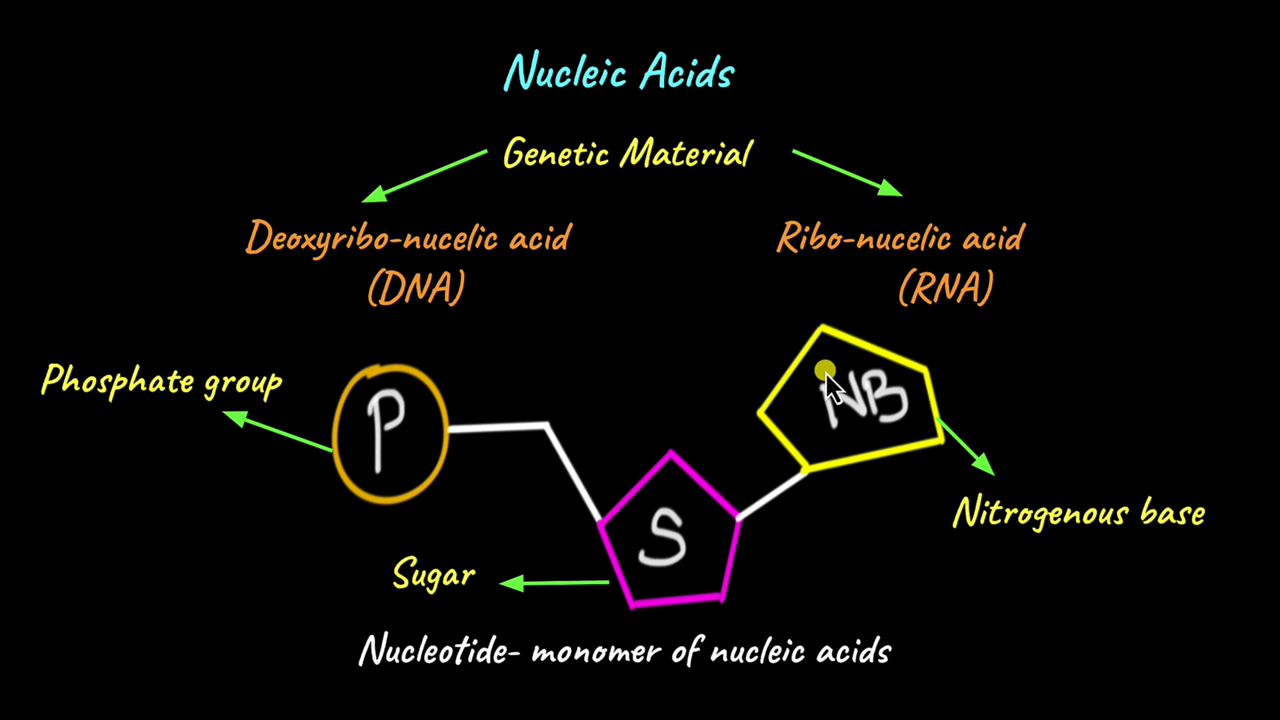 Nucleic Acids
Genetic Material
Deoxyribo-nucelic acid
(DNA)
Ribo-nucelic acid
(RNA)
Phosphate group
P
NB
S
Nitrogenous base
Sugar
Nucleotide- monomer of nucleic acids